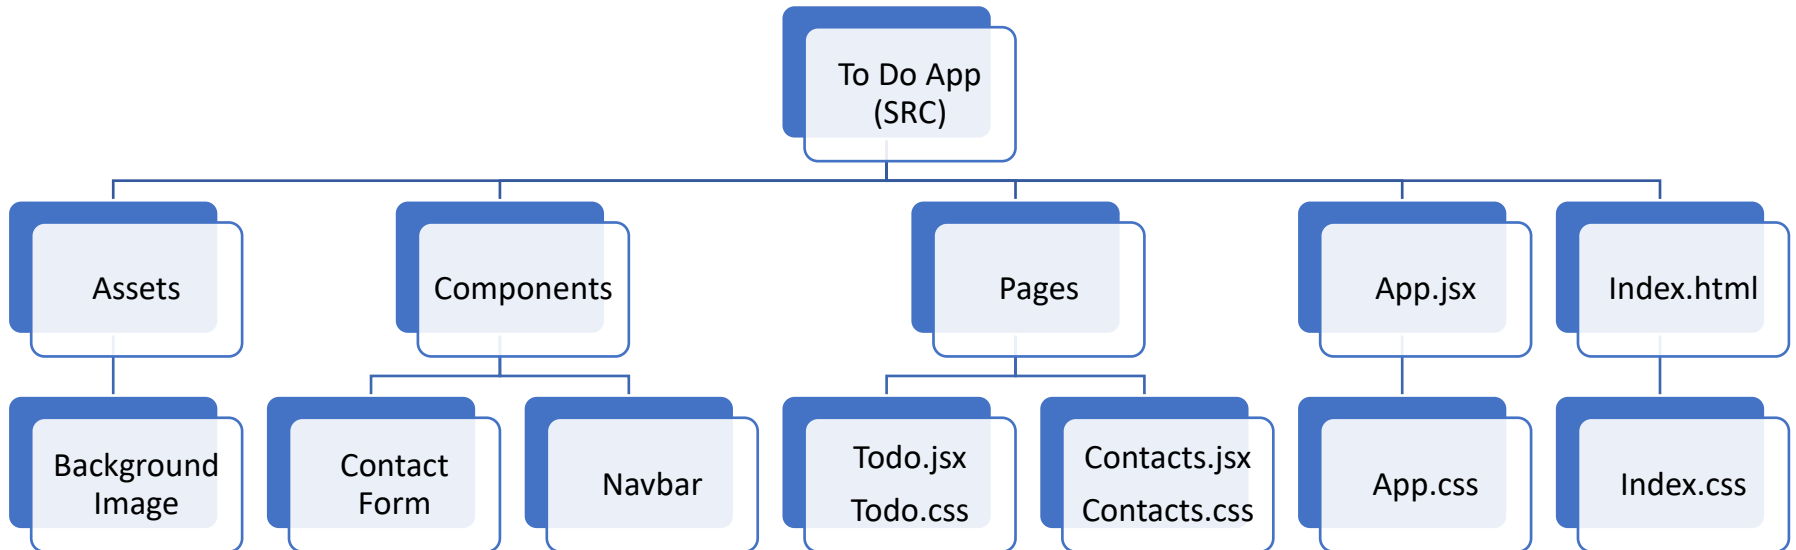 To Do App
(SRC)
Assets
Components
Pages
App.jsx
Index.html
Background
Image
Contact
Form
Navbar
Todo.jsx
Todo.css
Contacts.jsx
Contacts.css
App.css
Index.css